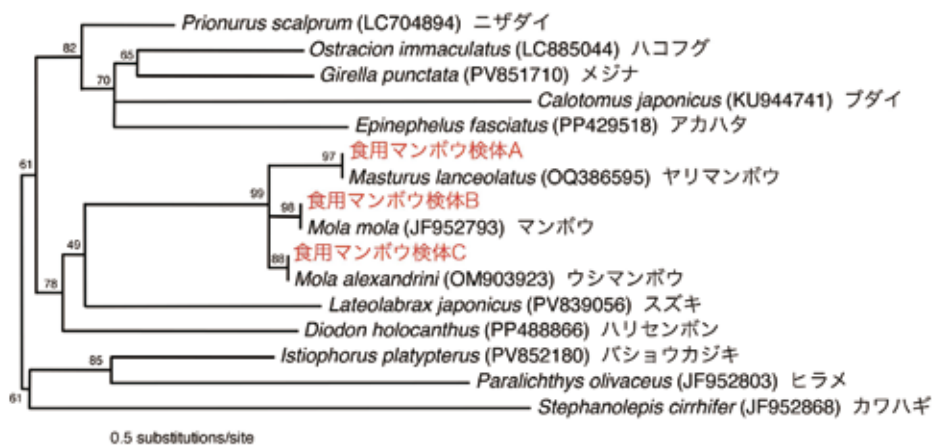 Prionurus scalprum (LC704894) ニザダイ
82
Ostracion immaculatus (LC885044) ハコフグ
65
Girella punctata (PV851710) メジナ
70
Calotomus japonicus (KU944741) ブダイ
Epinephelus fasciatus (PP429518) アカハタ
61
食用マンボウ検体A
97
Masturus lanceolatus (OQ386595) ヤリマンボウ
99
食用マンボウ検体B
98
Mola mola (JF952793) マンボウ
49
食用マンボウ検体C
88
Mola alexandrini (OM903923) ウシマンボウ
78
Lateolabrax japonicus (PV839056) スズキ
Diodon holocanthus (PP488866) ハリセンボン
Istiophorus platypterus (PV852180) バショウカジキ
85
Paralichthys olivaceus (JF952803) ヒラメ
61
Stephanolepis cirrhifer (JF952868) カワハギ
0.5 substitutions/site